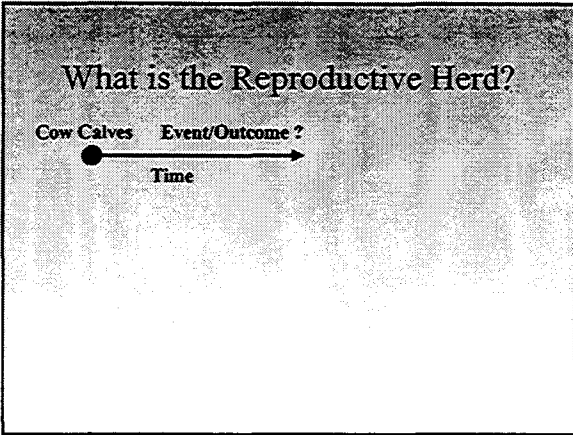 What is the Reproductive Herd?
Cow Calves Event/Outcome ?
Time